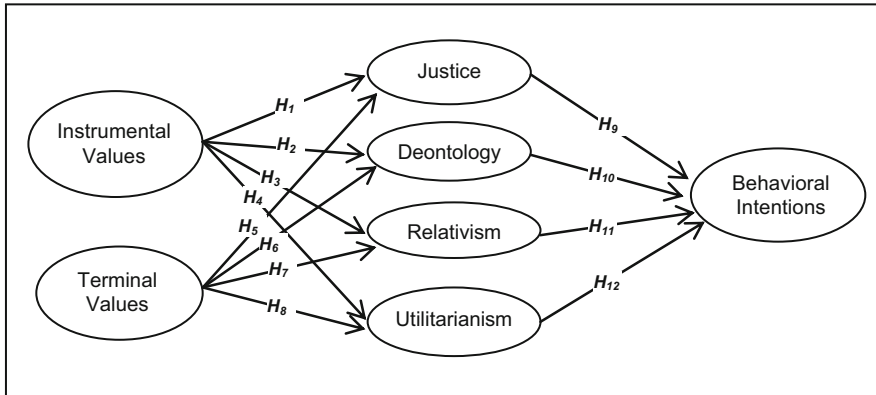 Instrumental
Values
Terminal
Values
H1
H2
H3
H4
H5
H6
H7
H8
Justice
Deontology
Relativism
Utilitarianism
H9
H10
H11
H12
Behavioral
Intentions